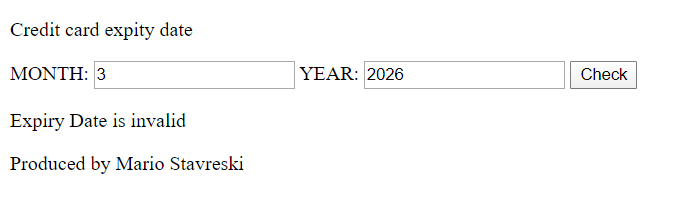 Credit card expity date
MONTH: 3 YEAR: 2026 Check
Expiry Date is invalid
Produced by Mario Stavreski